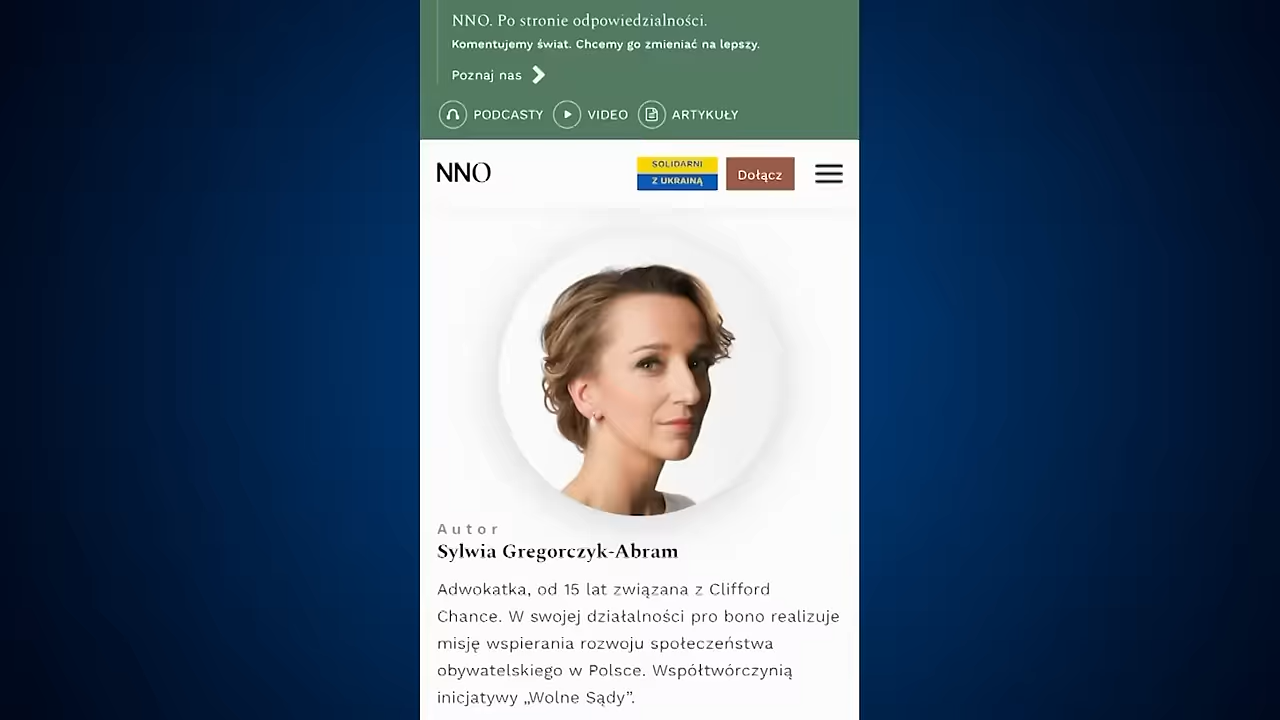 NNO. Po stronie odpowiedzialności.
Komentujemy świat. Chcemy go zmieniać na lepszy.
Poznaj nas
PODCASTY VIDEO ARTYKUŁY
NNO
SOLIDARNI
Z UKRAINĄ
Dołącz
Autor
Sylwia Gregorczyk-Abram
Adwokatka, od 15 lat związana z Clifford
Chance. W swojej działalności pro bono realizuje
misję wspierania rozwoju społeczeństwa
obywatelskiego w Polsce. Współtwórczynią
inicjatywy „Wolne Sądy”.